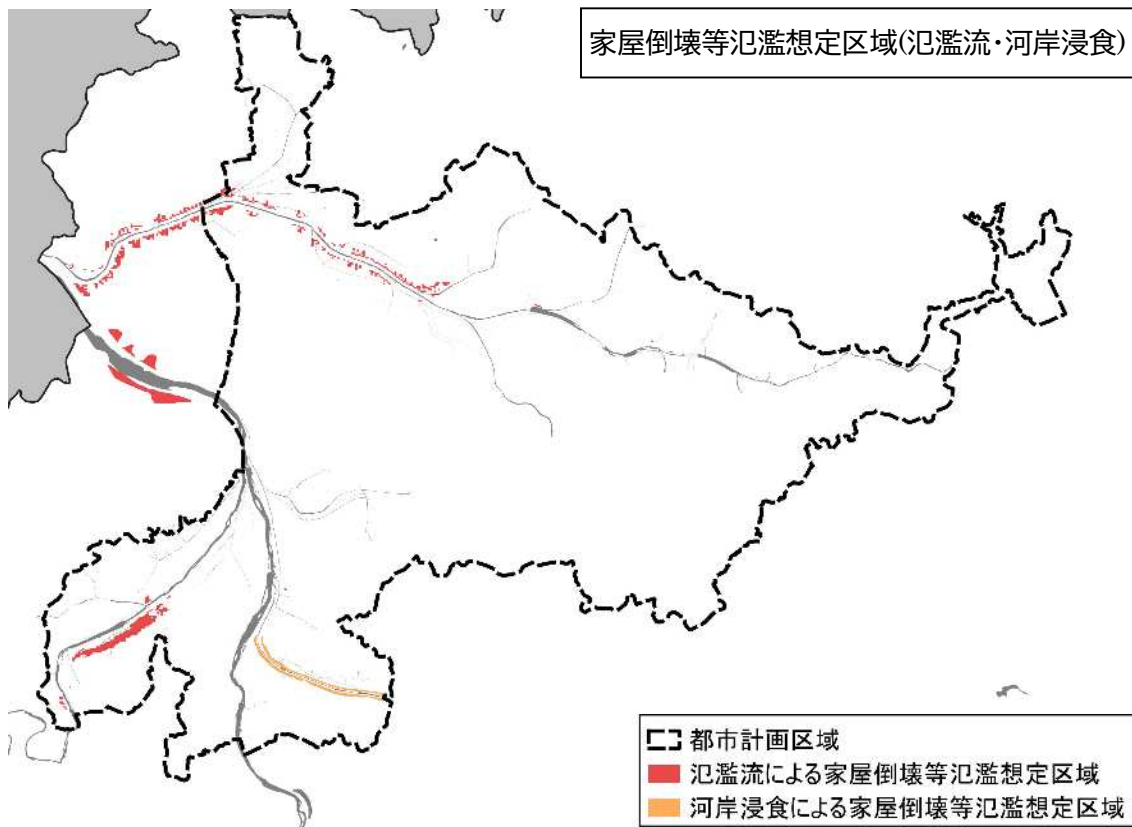 家屋倒壊等氾濫想定区域(氾濫流・河岸浸食)
都市計画区域
氾濫流による家屋倒壊等氾濫想定区域
河岸浸食による家屋倒壊等氾濫想定区域